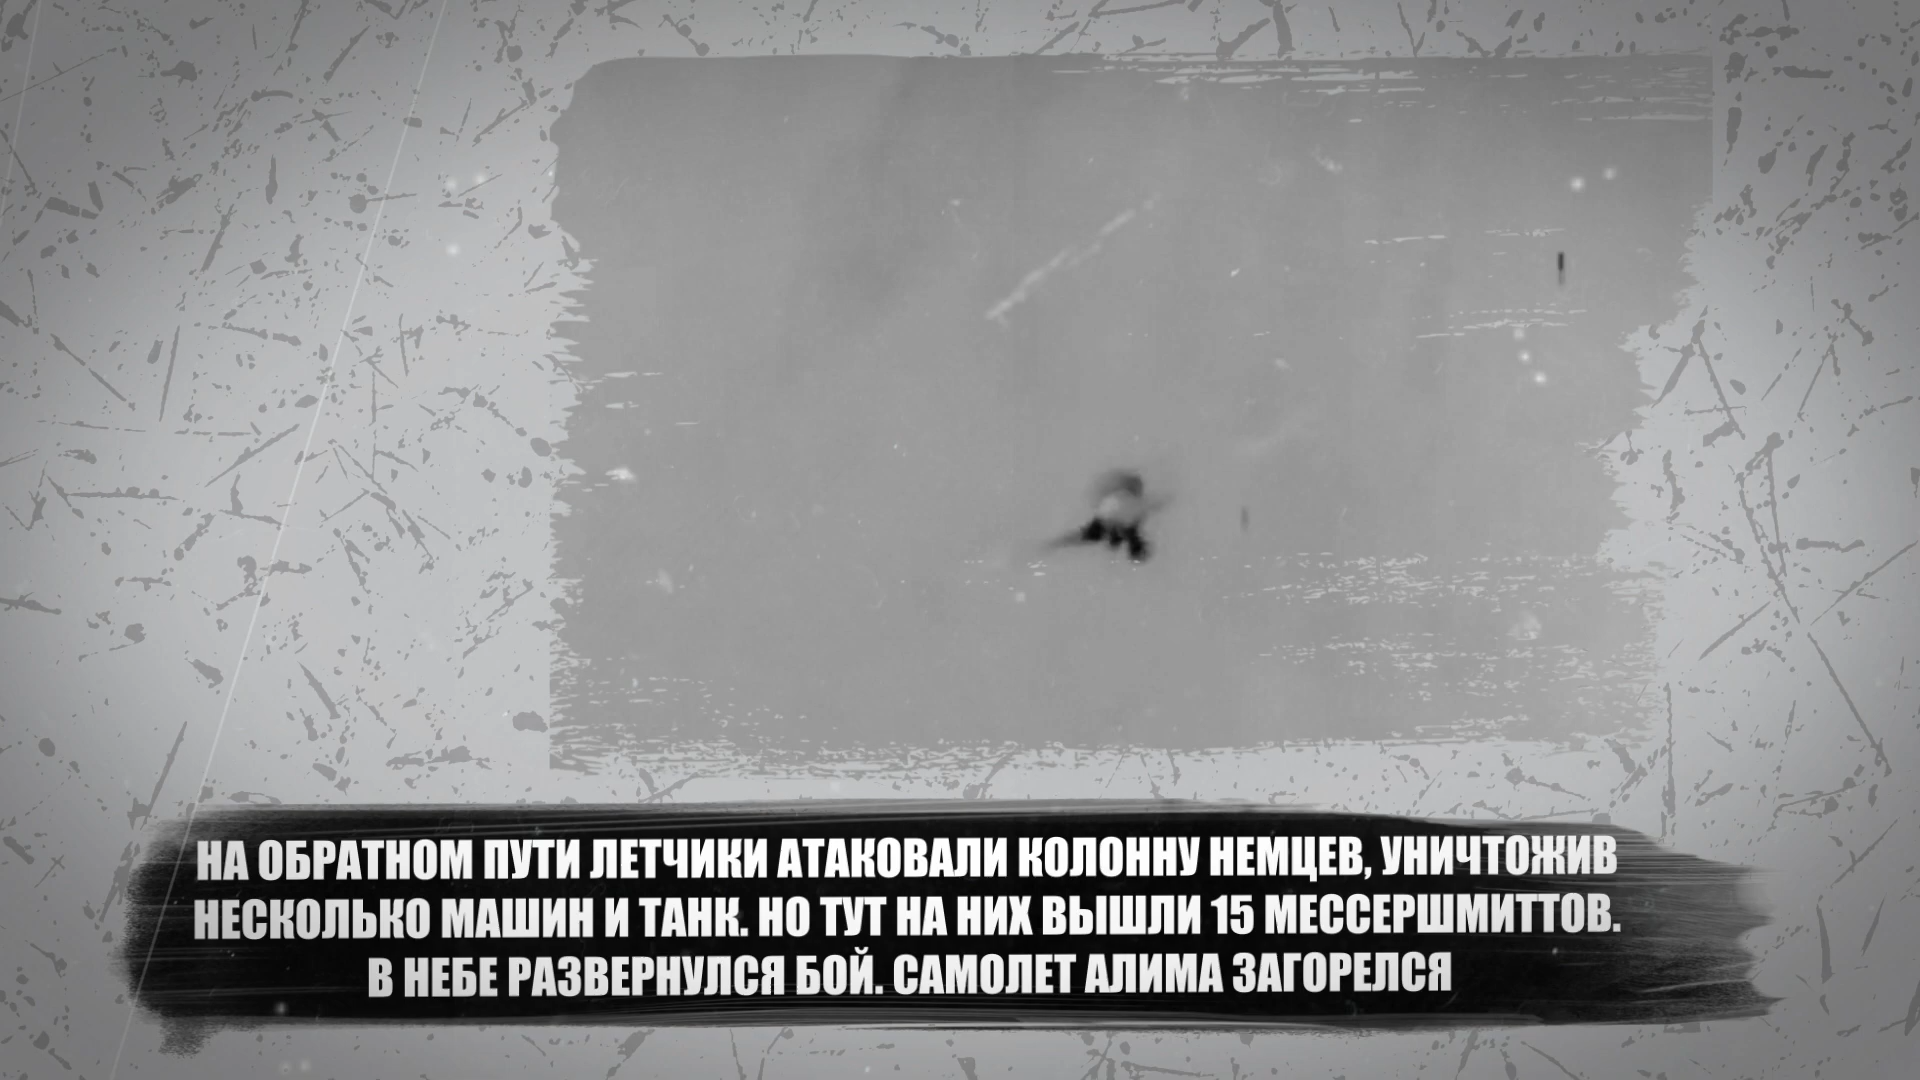 НА ОБРАТНОМ ПУТИ ЛЕТЧИКИ АТАКОВАЛИ КОЛОННУ НЕМЦЕВ, УНИЧТОЖИВ
НЕСКОЛЬКО МАШИН И ТАНК. НО ТУТ НА НИХ ВЫШЛИ 15 МЕССЕРШМИТТОВ.
В НЕБЕ РАЗВЕРНУЛСЯ БОЙ. САМОЛЕТ АЛИМА ЗАГОРЕЛСЯ